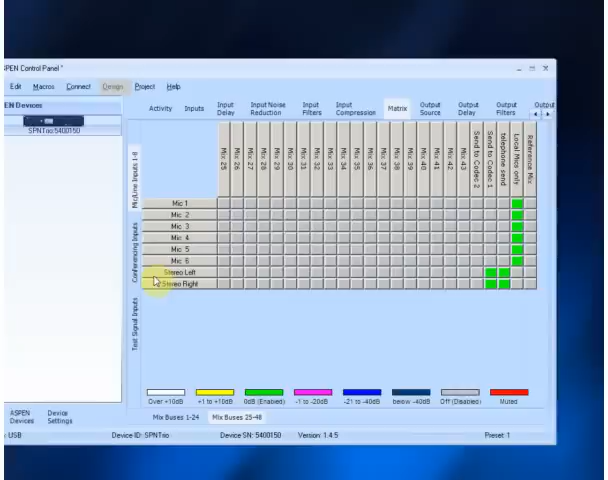 SPEN Control Panel *
Edit Macros Connect Design Project Help
EN Devices
SPNTrio:5400150
Activity Inputs Input Delay Input Noise Reduction Input Filters Input Compression Matrix Output Source Output Delay Output Filters Output
Mix 25
Mix 26
Mix 27
Mix 28
Mix 29
Mix 30
Mix 31
Mix 32
Mix 33
Mix 34
Mix 35
Mix 36
Mix 37
Mix 38
Mix 39
Mix 40
Mix 41
Mix 42
Mix 43
Send to Codec 2
Send to Codec 1
telephone send
Local Mics only
Reference Mix
Mic/Line Inputs 1-8
Conferencing Inputs
Test Signal Inputs
Mic 1
Mic 2
Mic 3
Mic 4
Mic 5
Mic 6
Stereo Left
Stereo Right
Over +10dB +1 to +10dB 0dB (Enabled) -1 to -20dB -21 to -40dB below -40dB Off (Disabled) Muted
Mix Buses 1-24 Mix Buses 25-48
ASPEN Devices
Device Settings
USB Device ID: SPNTrio Device SN: 5400150 Version: 1.4.5 Preset: 1